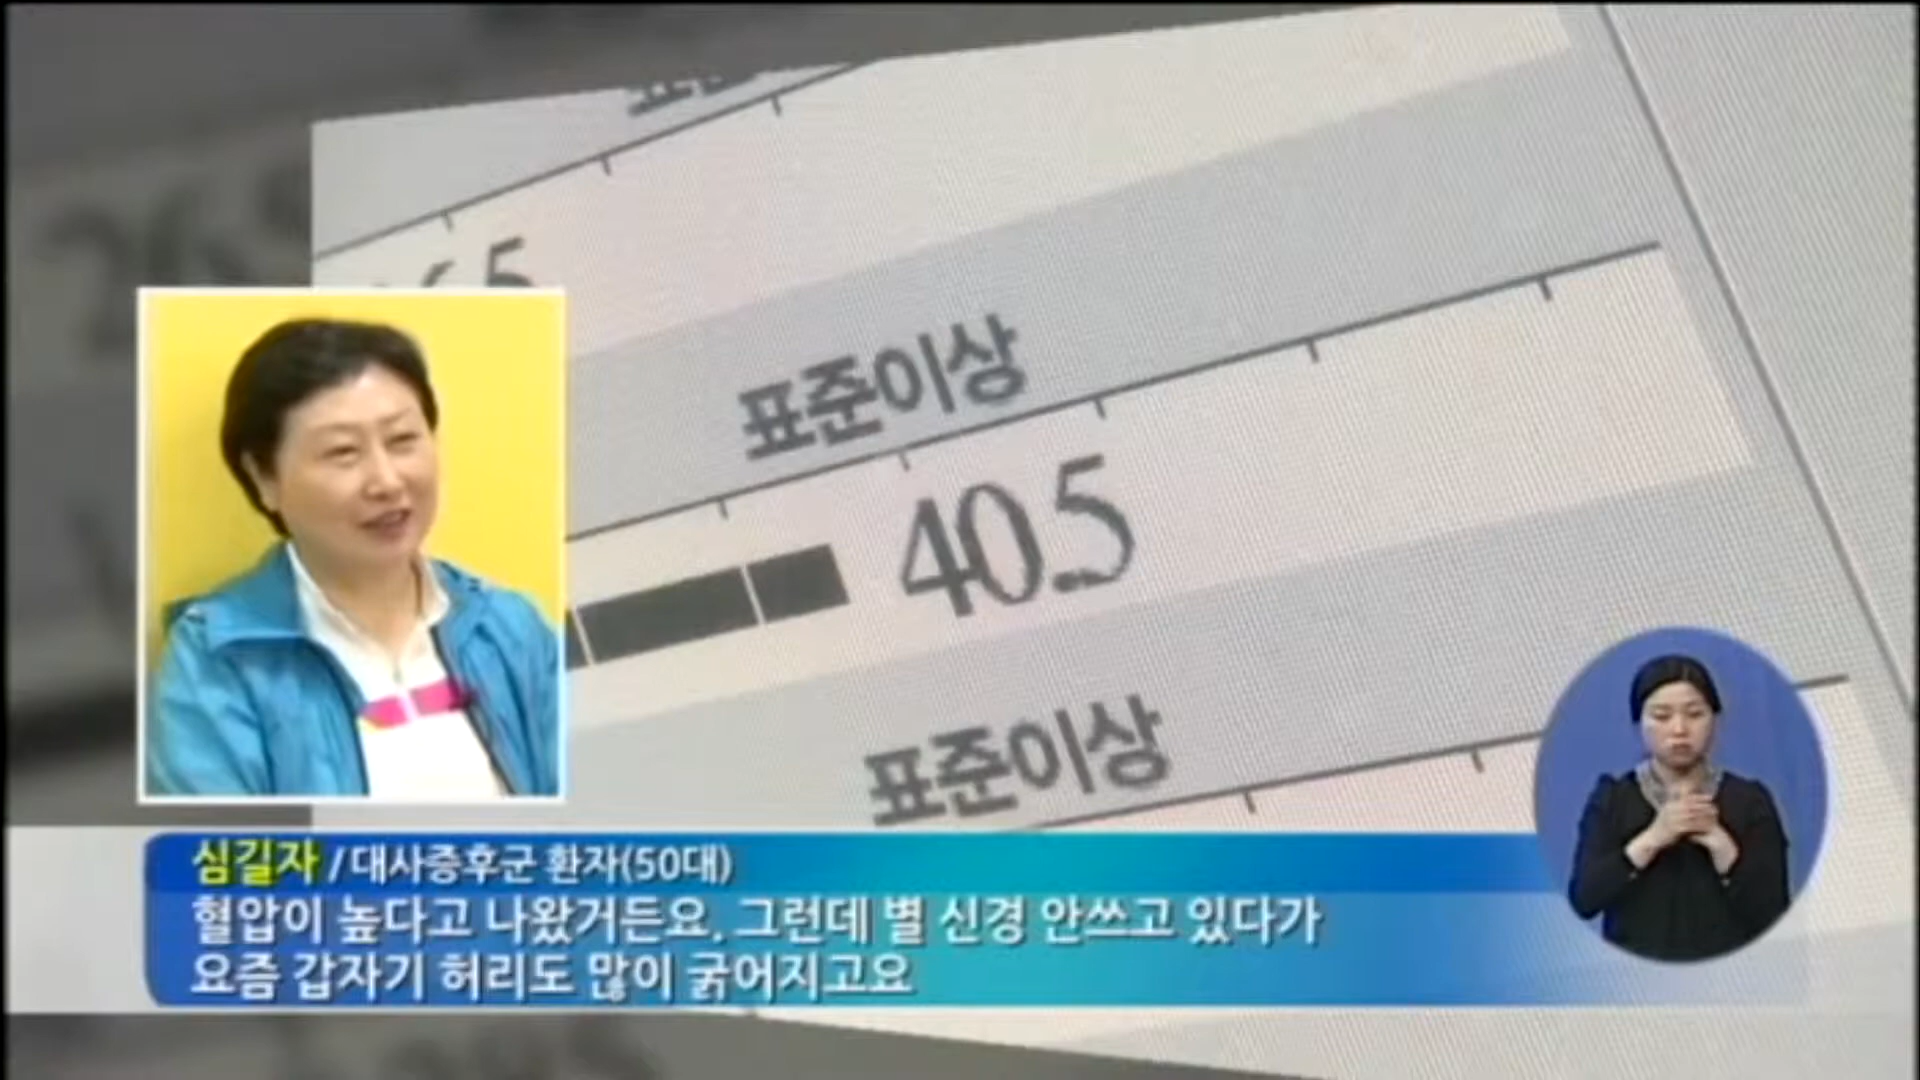 표준이상
40.5
표준이상
심길자 / 대사증후군 환자(50대)
혈압이 높다고 나왔거든요. 그런데 별 신경 안쓰고 있다가
요즘 갑자기 허리도 많이 굵어지고요